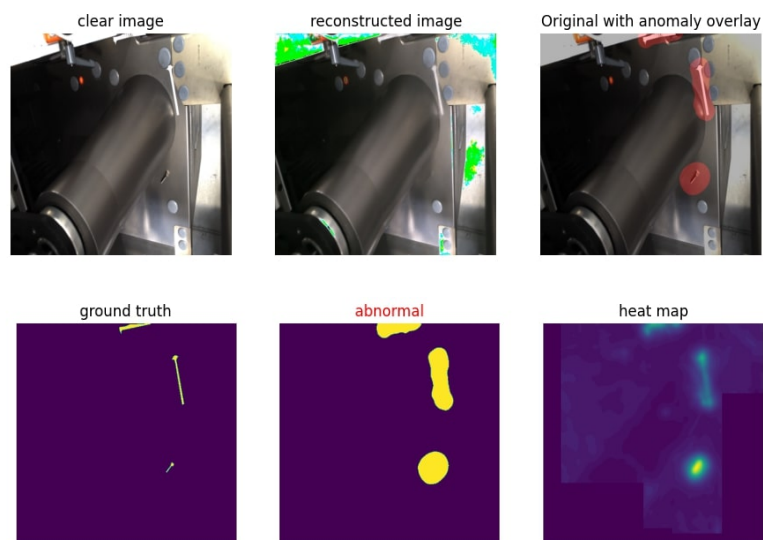 clear image
reconstructed image
Original with anomaly overlay
ground truth
abnormal
heat map